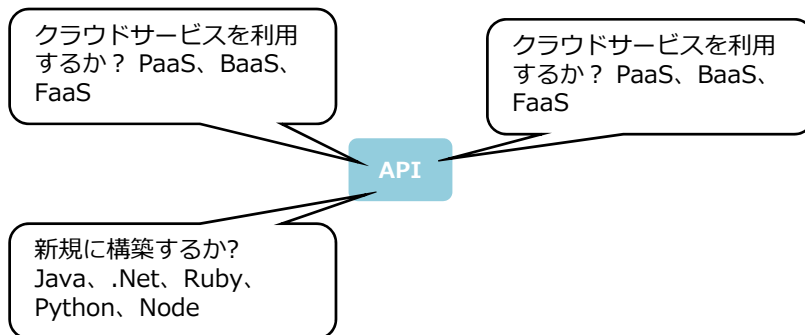 クラウドサービスを利用
するか？ PaaS、BaaS、
FaaS
クラウドサービスを利用
するか？ PaaS、BaaS、
FaaS
API
新規に構築するか?
Java、.Net、Ruby、
Python、Node